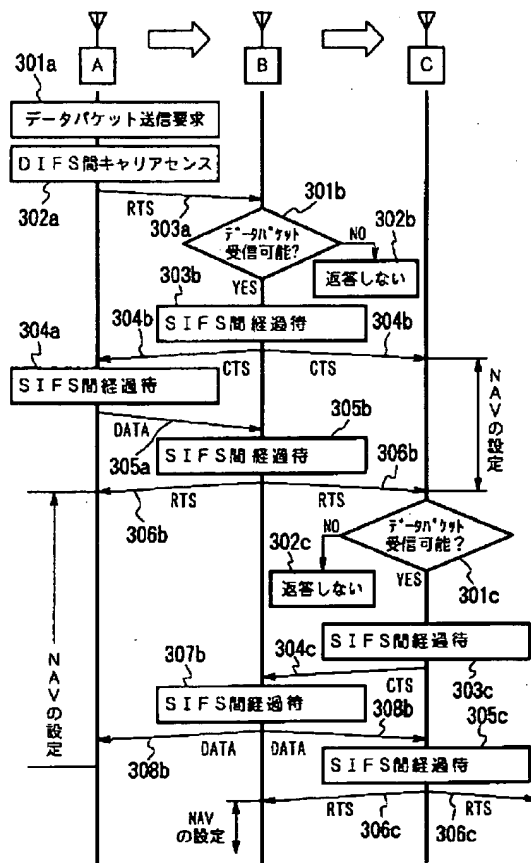 A
B
C
301a
データパケット送信要求
DIFS間キャリアセンス
302a
RTS
303a
301b
データパケット
受信可能?
NO
302b
返答しない
YES
303b
SIFS間経過待
304a
304b
304b
CTS
CTS
SIFS間経過待
NAVの設定
DATA
305a
305b
SIFS間経過待
306b
RTS
RTS
306b
データパケット
受信可能?
NO
302c
返答しない
YES
301c
NAVの設定
SIFS間経過待
303c
304c
CTS
307b
SIFS間経過待
308b
DATA
DATA
308b
305c
SIFS間経過待
NAV
の設定
RTS
306c
306c
RTS